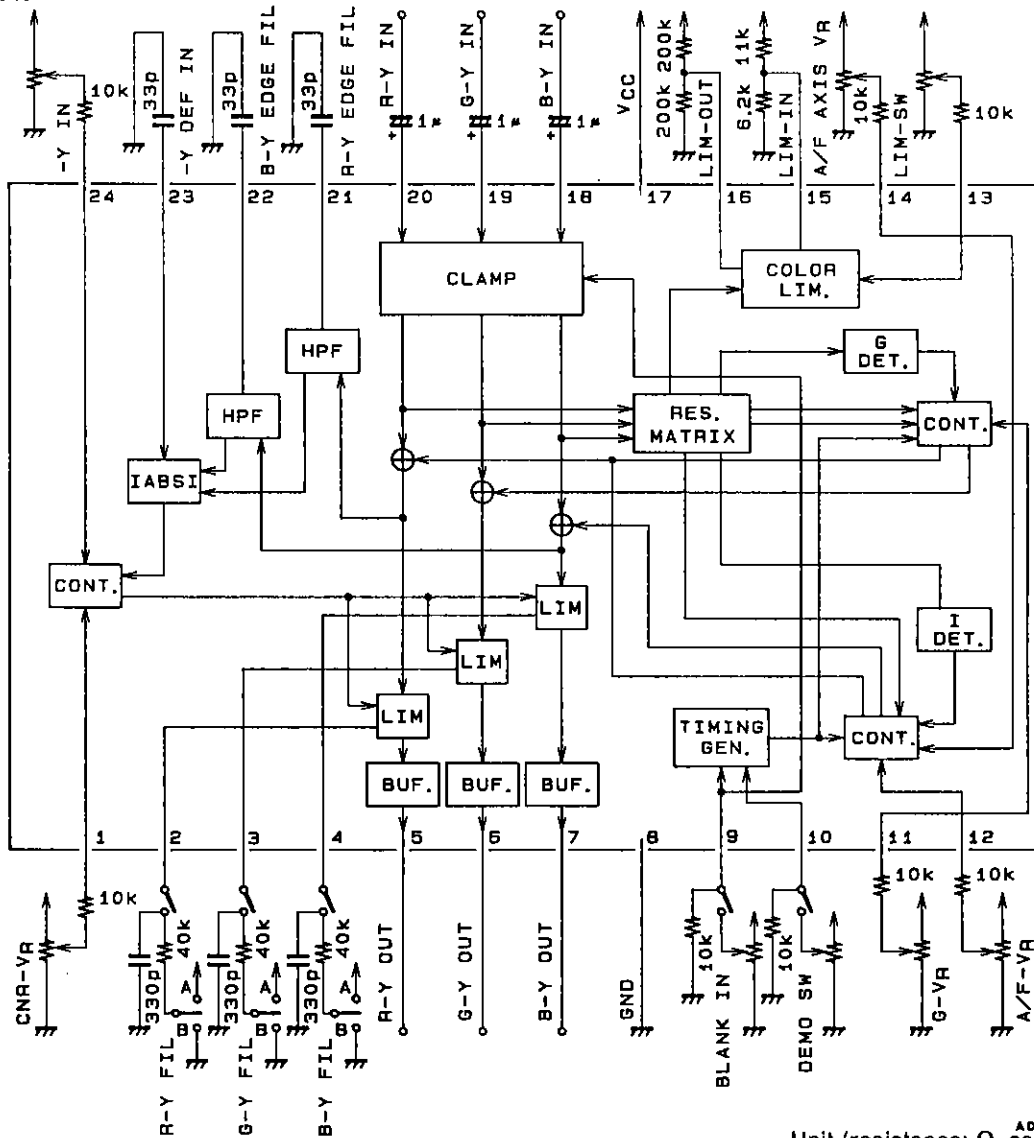 10k
-Y IN
33p
-Y DEF IN
33p
B-Y EDGE FIL
33p
R-Y EDGE FIL
R-Y IN
G-Y IN
B-Y IN
+ 1μ
+ 1μ
+ 1μ
VCC
200k 200k
LIM-OUT
6.2k 11k
LIM-IN
A/F AXIS VR
10k
LIM-SW
10k
24 23 22 21 20 19 18 17 16 15 14 13
CLAMP
COLOR
LIM.
HPF
G
DET.
HPF
RES.
MATRIX
CONT.
IABSI
CONT.
LIM
I
DET.
LIM
LIM
TIMING
GEN.
CONT.
BUF.
BUF.
BUF.
1 2 3 4 5 6 7 8 9 10 11 12
10k
CNR-VR
330p
40k
A
B
R-Y FIL
330p
40k
A
B
G-Y FIL
330p
40k
A
B
B-Y FIL
R-Y OUT
G-Y OUT
B-Y OUT
GND
10k
BLANK IN
10k
DEMO SW
10k
G-VR
10k
A/F-VR
Unit (resistance: Ω